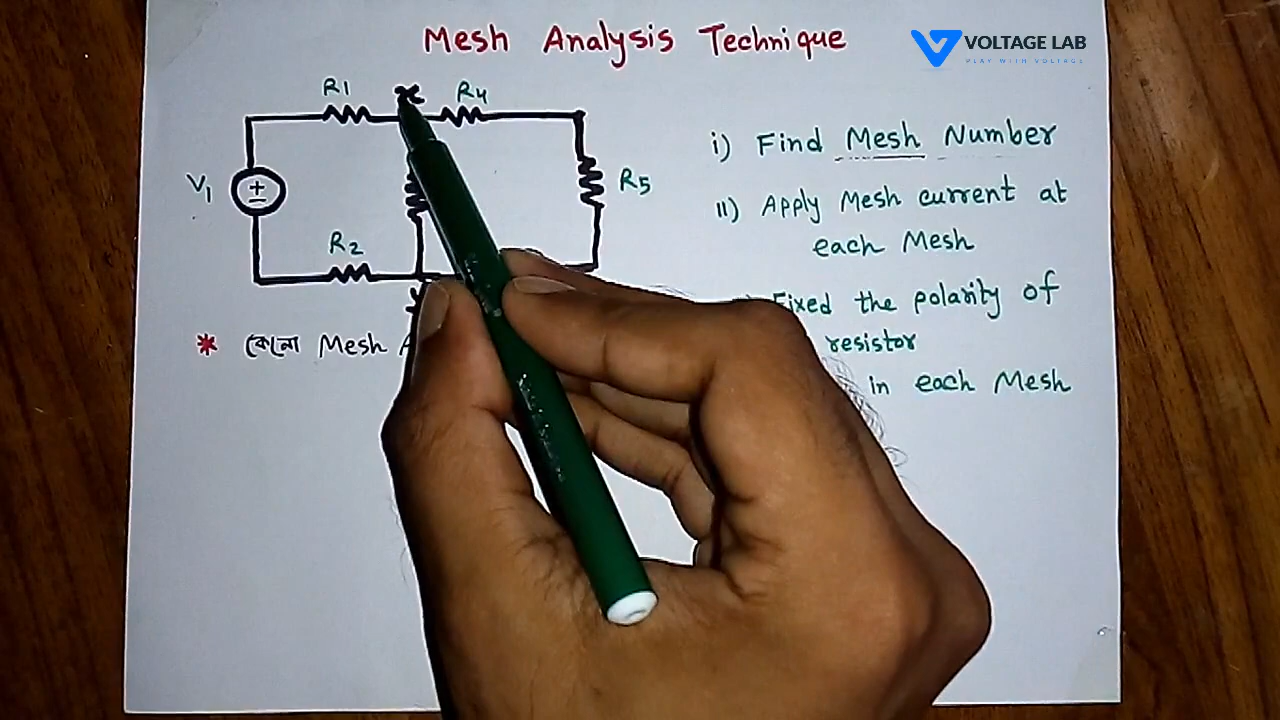 Mesh Analysis Technique
VOLTAGE LAB
PLAY WITH VOLTAGE
R1
x
R4
V1
R5
R2
i) Find Mesh Number
II) Apply Mesh current at
each Mesh
Fixed the polarity of
resistor
in each Mesh
* কেনো Mesh A